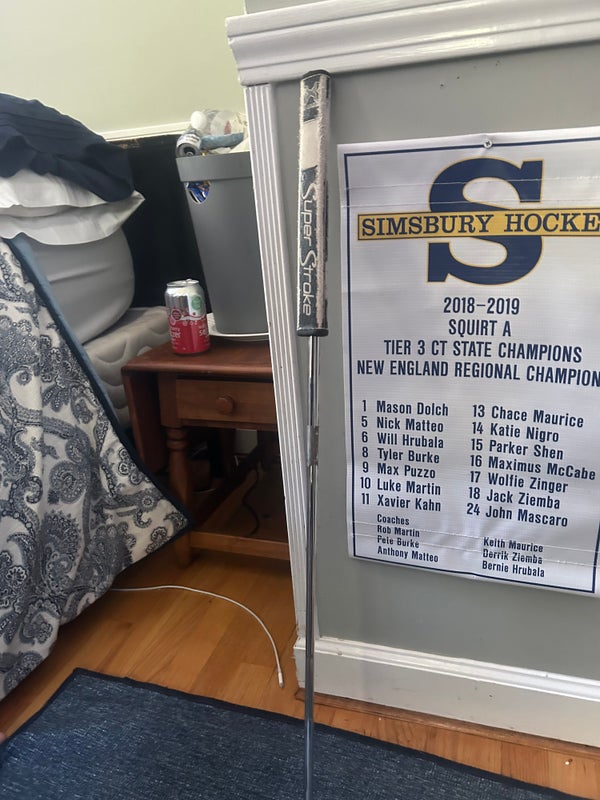 Super Stroke
S
SIMSBURY HOCKE
2018–2019
SQUIRT A
TIER 3 CT STATE CHAMPIONS
NEW ENGLAND REGIONAL CHAMPION
1 Mason Dolch
5 Nick Matteo
6 Will Hrubala
8 Tyler Burke
9 Max Puzzo
10 Luke Martin
11 Xavier Kahn
13 Chace Maurice
14 Katie Nigro
15 Parker Shen
16 Maximus McCabe
17 Wolfie Zinger
18 Jack Ziemba
24 John Mascaro
Coaches
Rob Martin
Pete Burke
Anthony Matteo
Keith Maurice
Derrik Ziemba
Bernie Hrubala